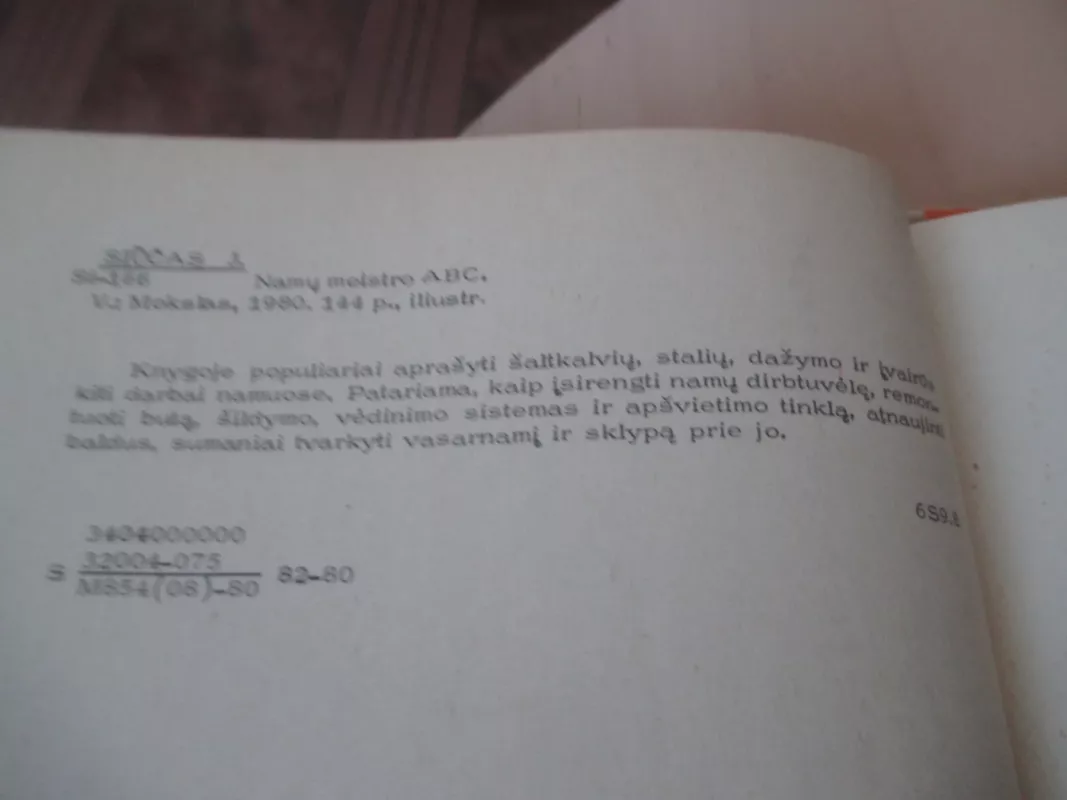 Namų meistro ABC.
V.: Mokslas, 1980. 144 p., iliustr.
Knygoje populiariai aprašyti šaltkalvių, stalių, dažymo ir įvairūs
kiti darbai namuose. Patariama, kaip įsirengti namų dirbtuvėlę, remon-
tuoti butą, šildymo, vėdinimo sistemas ir apšvietimo tinklą, atnaujinti
baldus, sumaniai tvarkyti vasarnamį ir sklypą prie jo.
3404000000
32004-075
M854(08)-80
82-80